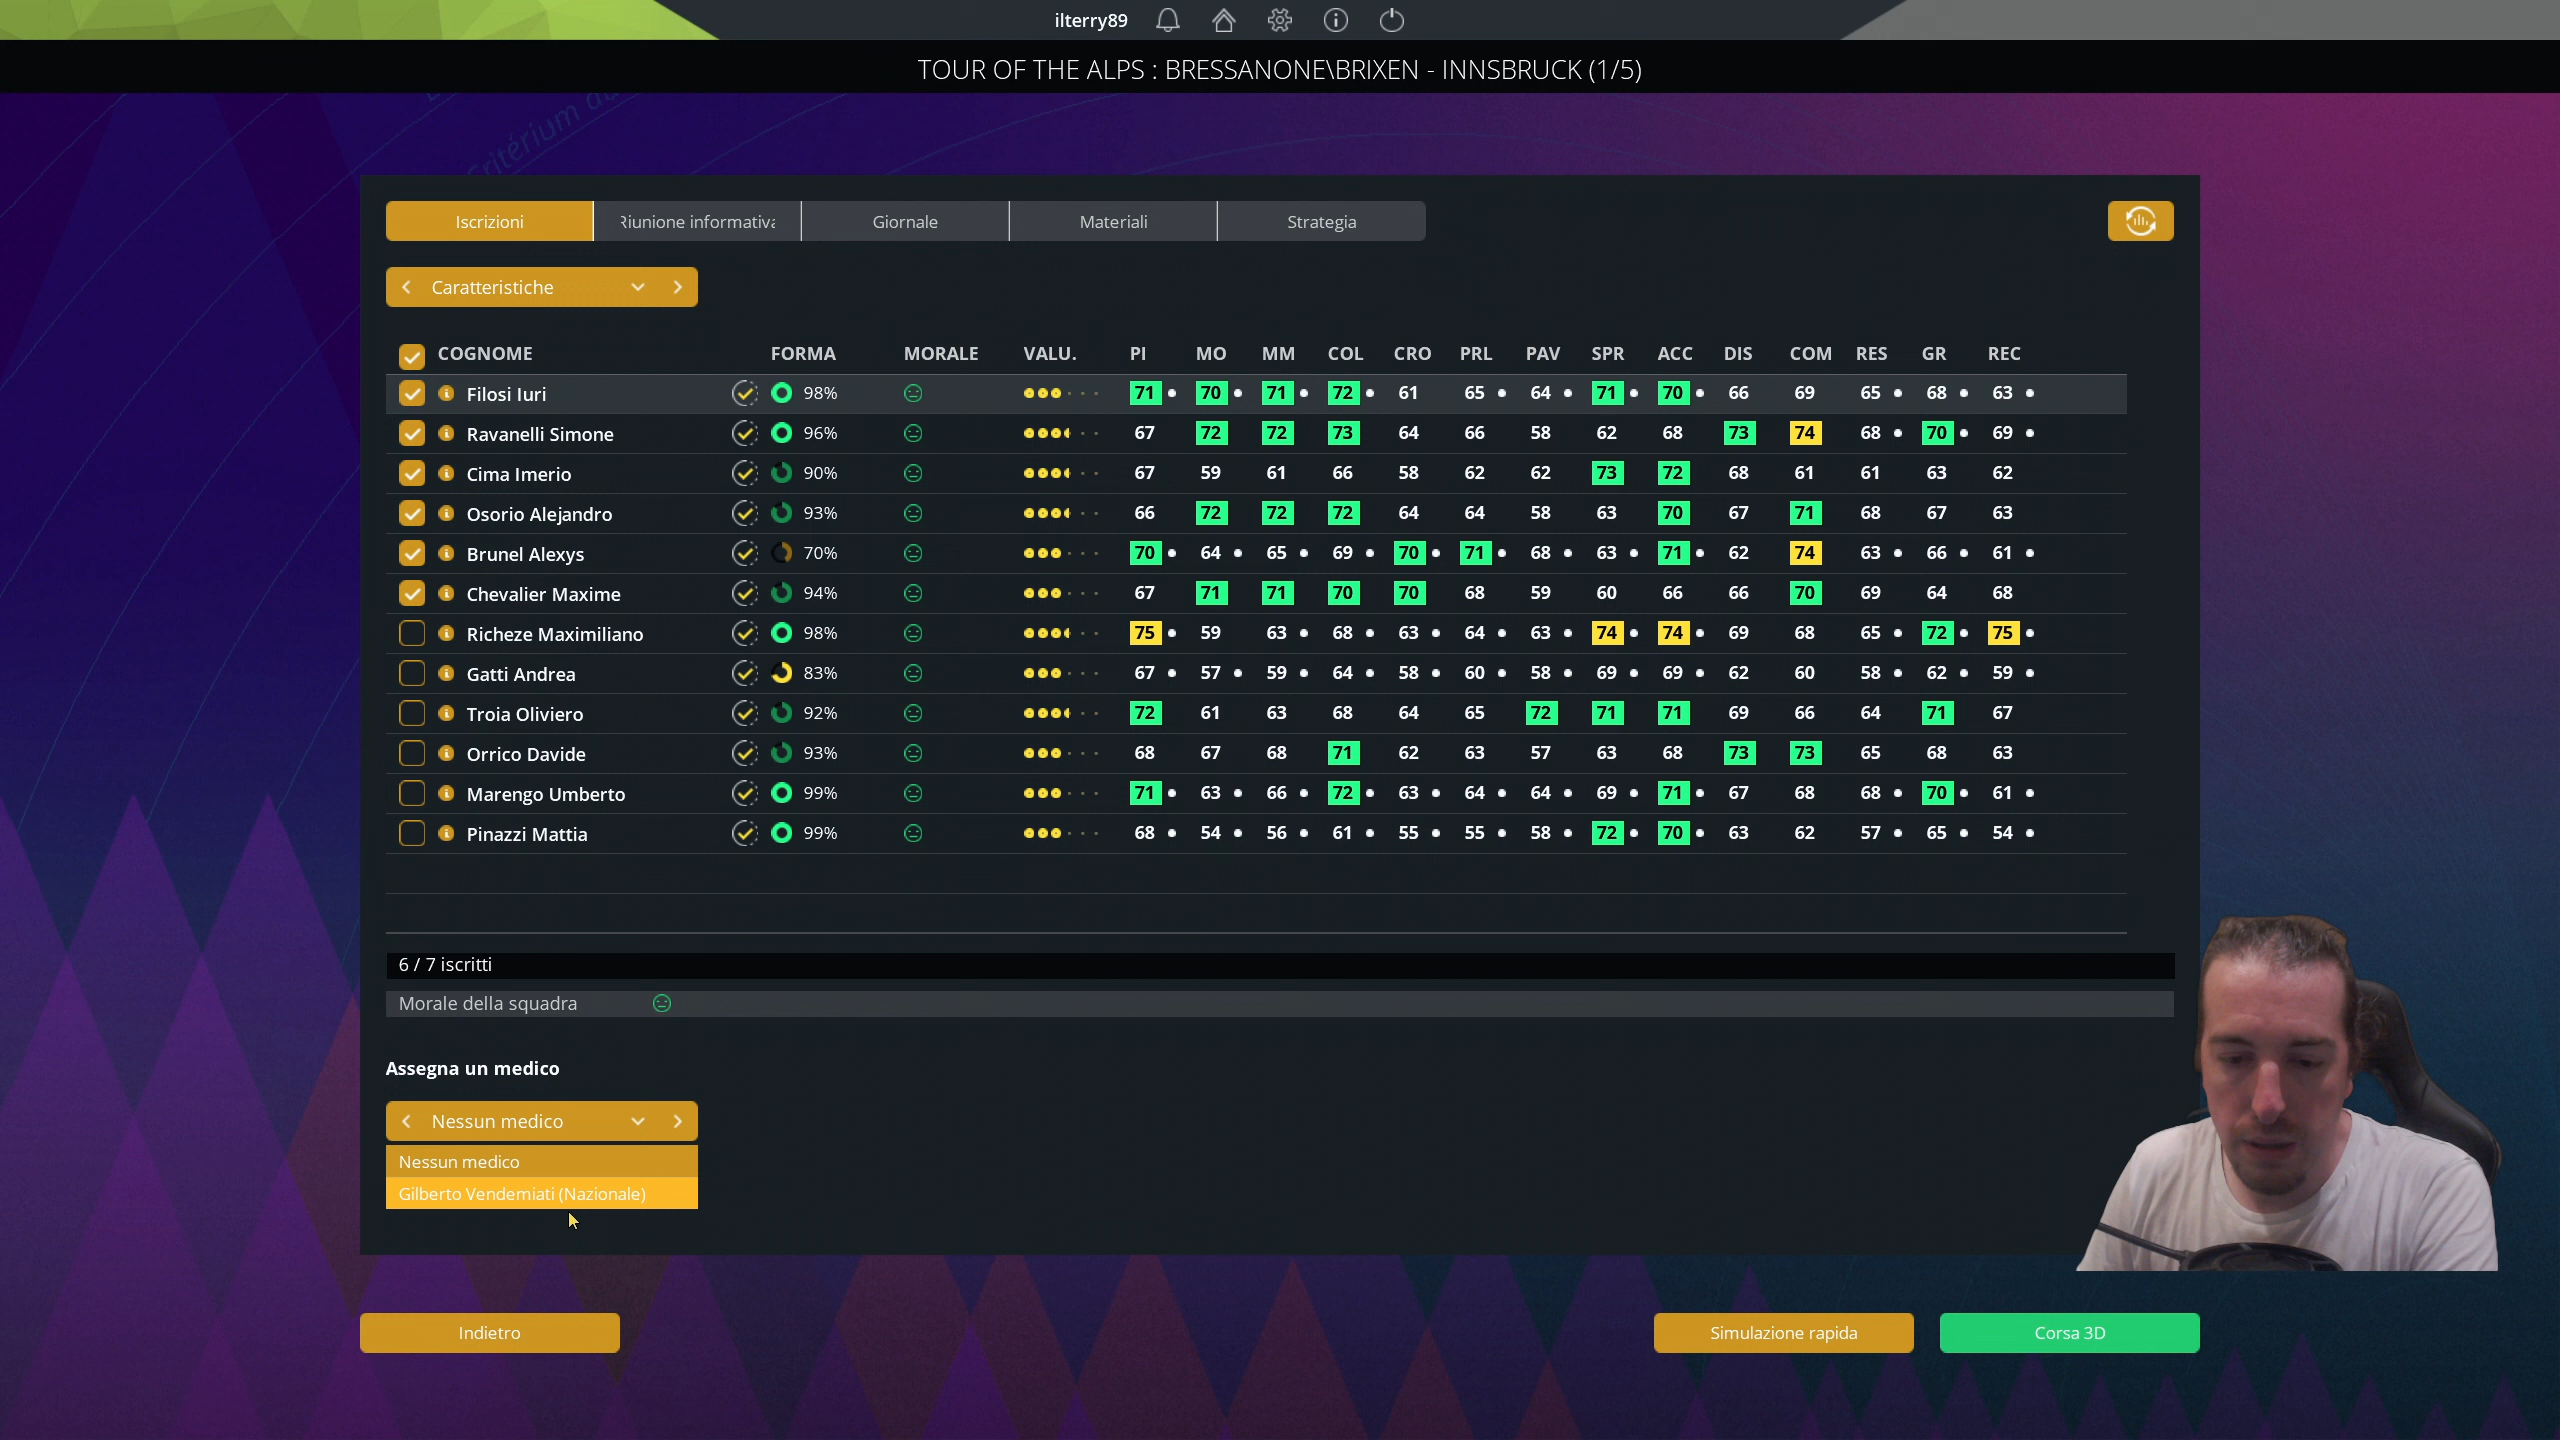 ilterry89
TOUR OF THE ALPS : BRESSANONE\BRIXEN - INNSBRUCK (1/5)
Iscrizioni
Riunione informativa
Giornale
Materiali
Strategia
Caratteristiche
COGNOME FORMA MORALE VALU. PI MO MM COL CRO PRL PAV SPR ACC DIS COM RES GR REC
Filosi Iuri 98% 71 70 71 72 61 65 64 71 70 66 69 65 68 63
Ravanelli Simone 96% 67 72 72 73 64 66 58 62 68 73 74 68 70 69
Cima Imerio 90% 67 59 61 66 58 62 62 73 72 68 61 61 63 62
Osorio Alejandro 93% 66 72 72 72 64 64 58 63 70 67 71 68 67 63
Brunel Alexys 70% 70 64 65 69 70 71 68 63 71 62 74 63 66 61
Chevalier Maxime 94% 67 71 71 70 70 68 59 60 66 66 70 69 64 68
Richeze Maximiliano 98% 75 59 63 68 63 64 63 74 74 69 68 65 72 75
Gatti Andrea 83% 67 57 59 64 58 60 58 69 69 62 60 58 62 59
Troia Oliviero 92% 72 61 63 68 64 65 72 71 71 69 66 64 71 67
Orrico Davide 93% 68 67 68 71 62 63 57 63 68 73 73 65 68 63
Marengo Umberto 99% 71 63 66 72 63 64 64 69 71 67 68 68 70 61
Pinazzi Mattia 99% 68 54 56 61 55 55 58 72 70 63 62 57 65 54
6 / 7 iscritti
Morale della squadra
Assegna un medico
Nessun medico
Nessun medico
Gilberto Vendemiati (Nazionale)
Indietro
Simulazione rapida
Corsa 3D